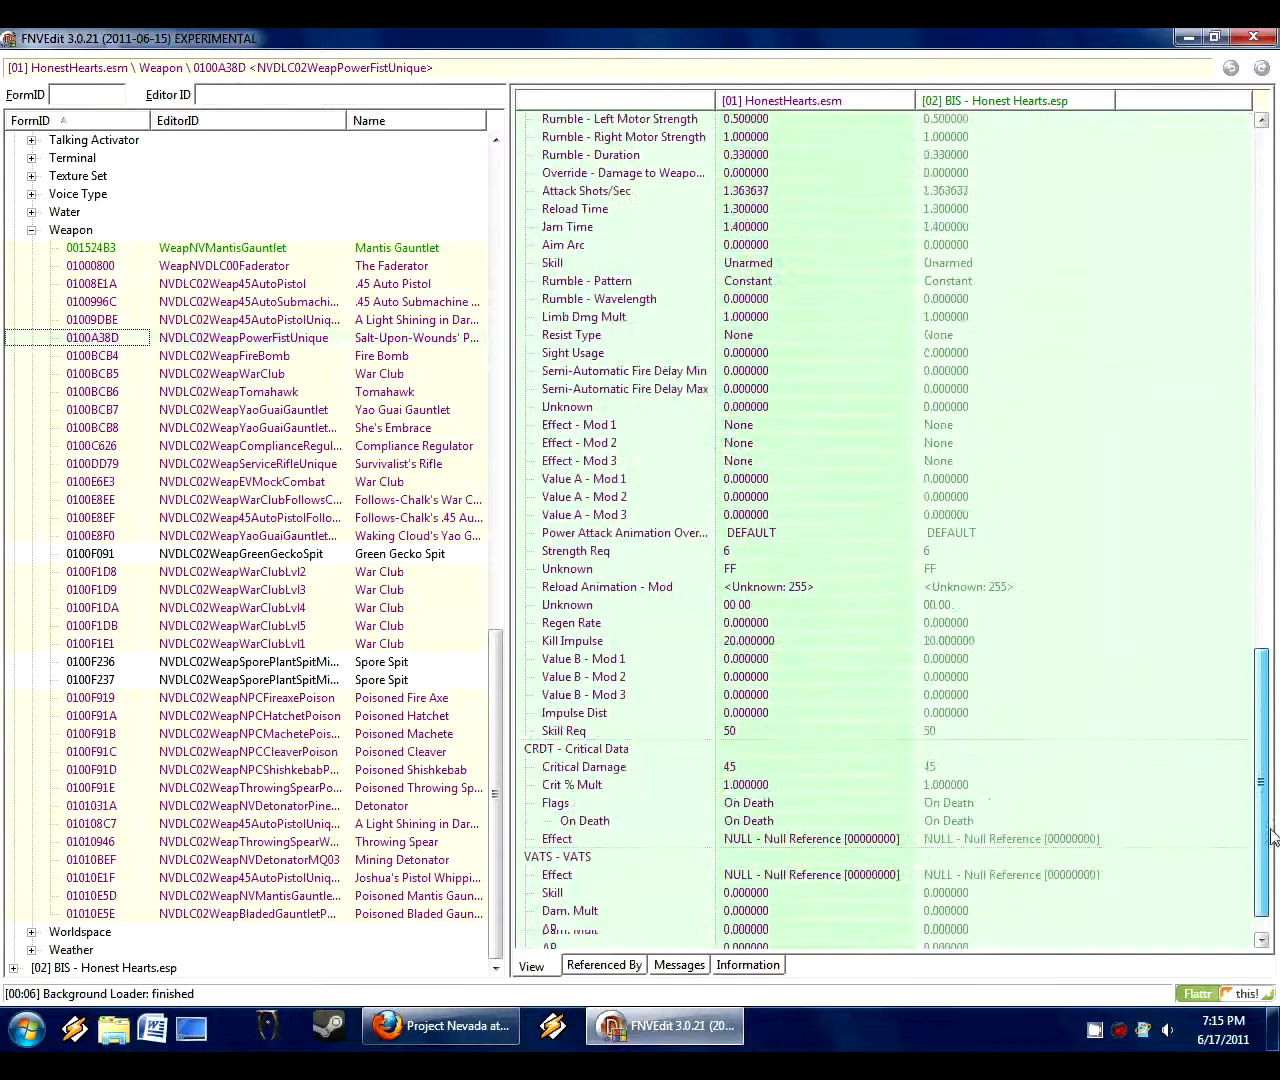 FNVEdit 3.0.21 (2011-06-15) EXPERIMENTAL
[01] HonestHearts.esm \ Weapon \ 0100A38D <NVDLC02WeapPowerFistUnique>
FormID Editor ID
FormID EditorID Name
Talking Activator
Terminal
Texture Set
Voice Type
Water
Weapon
001524B3 WeapNVMantisGauntlet Mantis Gauntlet
01000800 WeapNVDLC00Faderator The Faderator
01008E1A NVDLC02Weap45AutoPistol .45 Auto Pistol
0100996C NVDLC02Weap45AutoSubmachi... .45 Auto Submachine ...
01009DBE NVDLC02Weap45AutoPistolUniq... A Light Shining in Dar...
0100A38D NVDLC02WeapPowerFistUnique Salt-Upon-Wounds' P...
0100BCB4 NVDLC02WeapFireBomb Fire Bomb
0100BCB5 NVDLC02WeapWarClub War Club
0100BCB6 NVDLC02WeapTomahawk Tomahawk
0100BCB7 NVDLC02WeapYaoGuaiGauntlet Yao Guai Gauntlet
0100BCB8 NVDLC02WeapYaoGuaiGauntlet... She's Embrace
0100C626 NVDLC02WeapComplianceRegul... Compliance Regulator
0100DD79 NVDLC02WeapServiceRifleUnique Survivalist's Rifle
0100E6E3 NVDLC02WeapEVMockCombat War Club
0100E8EE NVDLC02WeapWarClubFollowsC... Follows-Chalk's War C...
0100E8EF NVDLC02Weap45AutoPistolFollo... Follows-Chalk's .45 Au...
0100E8F0 NVDLC02WeapYaoGuaiGauntlet... Waking Cloud's Yao G...
0100F091 NVDLC02WeapGreenGeckoSpit Green Gecko Spit
0100F1D8 NVDLC02WeapWarClubLvl2 War Club
0100F1D9 NVDLC02WeapWarClubLvl3 War Club
0100F1DA NVDLC02WeapWarClubLvl4 War Club
0100F1DB NVDLC02WeapWarClubLvl5 War Club
0100F1E1 NVDLC02WeapWarClubLvl1 War Club
0100F236 NVDLC02WeapSporePlantSpitMi... Spore Spit
0100F237 NVDLC02WeapSporePlantSpitMi... Spore Spit
0100F919 NVDLC02WeapNPCFireaxePoison Poisoned Fire Axe
0100F91A NVDLC02WeapNPCHatchetPoison Poisoned Hatchet
0100F91B NVDLC02WeapNPCMachetePois... Poisoned Machete
0100F91C NVDLC02WeapNPCCleaverPoison Poisoned Cleaver
0100F91D NVDLC02WeapNPCShishkebabP... Poisoned Shishkebab
0100F91E NVDLC02WeapThrowingSpearPo... Poisoned Throwing Sp...
0101031A NVDLC02WeapNVDetonatorPine... Detonator
010108C7 NVDLC02Weap45AutoPistolUniq... A Light Shining in Dar...
01010946 NVDLC02WeapThrowingSpearW... Throwing Spear
01010BEF NVDLC02WeapNVDetonatorMQ03 Mining Detonator
01010E1F NVDLC02Weap45AutoPistolUniq... Joshua's Pistol Whippi...
01010E5D NVDLC02WeapNVMantisGauntle... Poisoned Mantis Gaun...
01010E5E NVDLC02WeapBladedGauntletP... Poisoned Bladed Gaun...
Worldspace
Weather
[02] BIS - Honest Hearts.esp
[01] HonestHearts.esm [02] BIS - Honest Hearts.esp
Rumble - Left Motor Strength 0.500000 0.500000
Rumble - Right Motor Strength 1.000000 1.000000
Rumble - Duration 0.330000 0.330000
Override - Damage to Weapo... 0.000000 0.000000
Attack Shots/Sec 1.363637 1.363637
Reload Time 1.300000 1.300000
Jam Time 1.400000 1.400000
Aim Arc 0.000000 0.000000
Skill Unarmed Unarmed
Rumble - Pattern Constant Constant
Rumble - Wavelength 0.000000 0.000000
Limb Dmg Mult 1.000000 1.000000
Resist Type None None
Sight Usage 0.000000 0.000000
Semi-Automatic Fire Delay Min 0.000000 0.000000
Semi-Automatic Fire Delay Max 0.000000 0.000000
Unknown 0.000000 0.000000
Effect - Mod 1 None None
Effect - Mod 2 None None
Effect - Mod 3 None None
Value A - Mod 1 0.000000 0.000000
Value A - Mod 2 0.000000 0.000000
Value A - Mod 3 0.000000 0.000000
Power Attack Animation Over... DEFAULT DEFAULT
Strength Req 6 6
Unknown FF FF
Reload Animation - Mod <Unknown: 255> <Unknown: 255>
Unknown 00 00 00 00
Regen Rate 0.000000 0.000000
Kill Impulse 20.000000
Value B - Mod 1 0.000000 0.000000
Value B - Mod 2 0.000000 0.000000
Value B - Mod 3 0.000000 0.000000
Impulse Dist 0.000000 0.000000
Skill Req 50 50
CRDT - Critical Data
Critical Damage 45 45
Crit % Mult 1.000000 1.000000
Flags On Death On Death
On Death On Death On Death
Effect NULL - Null Reference [00000000] NULL - Null Reference [00000000]
VATS - VATS
Effect NULL - Null Reference [00000000] NULL - Null Reference [00000000]
Skill 0.000000 0.000000
Dam. Mult 0.000000 0.000000
0.000000 0.000000
AP 0.000000 0.000000
View Referenced By Messages Information
[00:06] Background Loader: finished
Flattr this!
Project Nevada at... FNVEdit 3.0.21 (20... 7:15 PM
6/17/2011